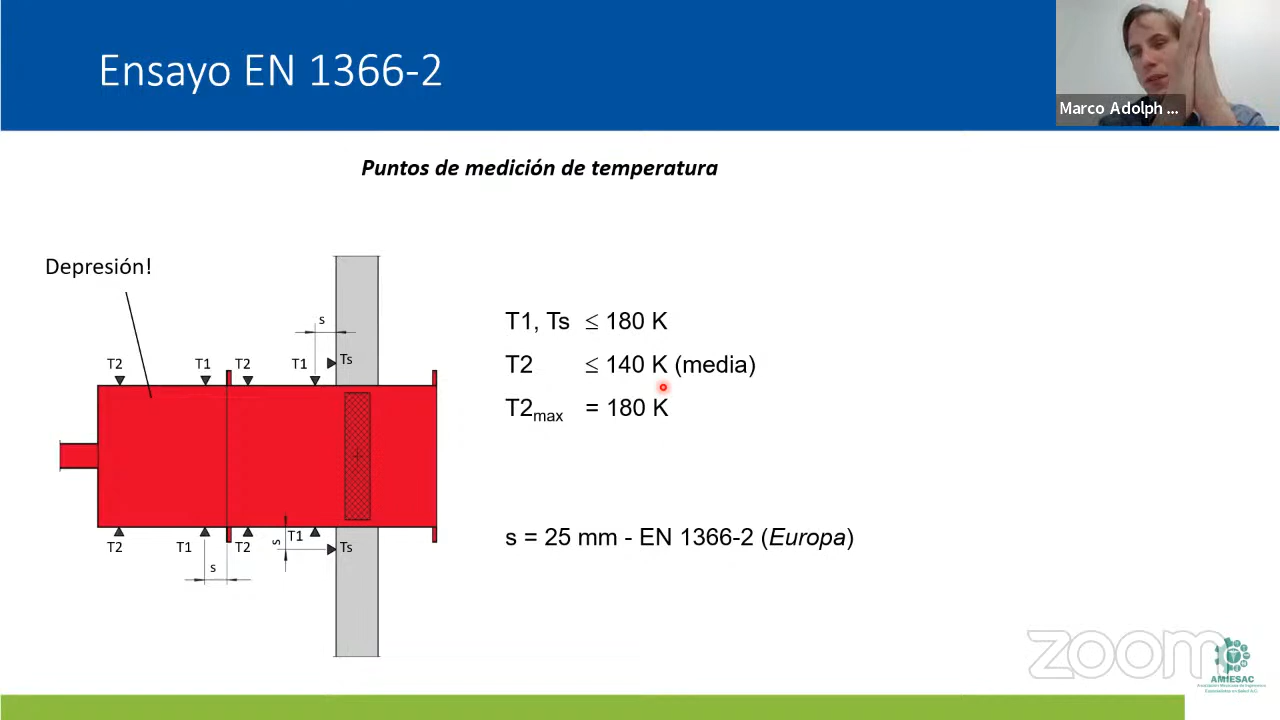 Ensayo EN 1366-2
Marco Adolph ...
Puntos de medición de temperatura
Depresión!
s
T2 T1 T2 T1 Ts
T1, Ts ≤ 180 K
T2 ≤ 140 K (media)
T2max = 180 K
T2 T1 T2 s T1 Ts
s
s = 25 mm - EN 1366-2 (Europa)
zoom
AMIESAC